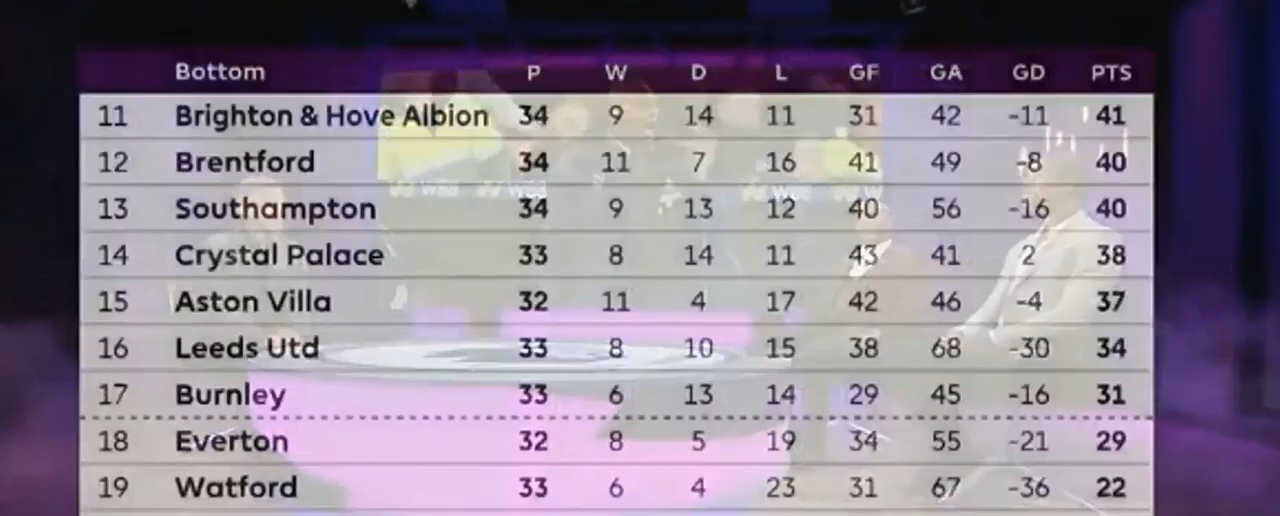 Bottom P W D L GF GA GD PTS
11 Brighton & Hove Albion 34 9 14 11 31 42 -11 41
12 Brentford 34 11 7 16 41 49 -8 40
13 Southampton 34 9 13 12 40 56 -16 40
14 Crystal Palace 33 8 14 11 43 41 2 38
15 Aston Villa 32 11 4 17 42 46 -4 37
16 Leeds Utd 33 8 10 15 38 68 -30 34
17 Burnley 33 6 13 14 29 45 -16 31
18 Everton 32 8 5 19 34 55 -21 29
19 Watford 33 6 4 23 31 67 -36 22